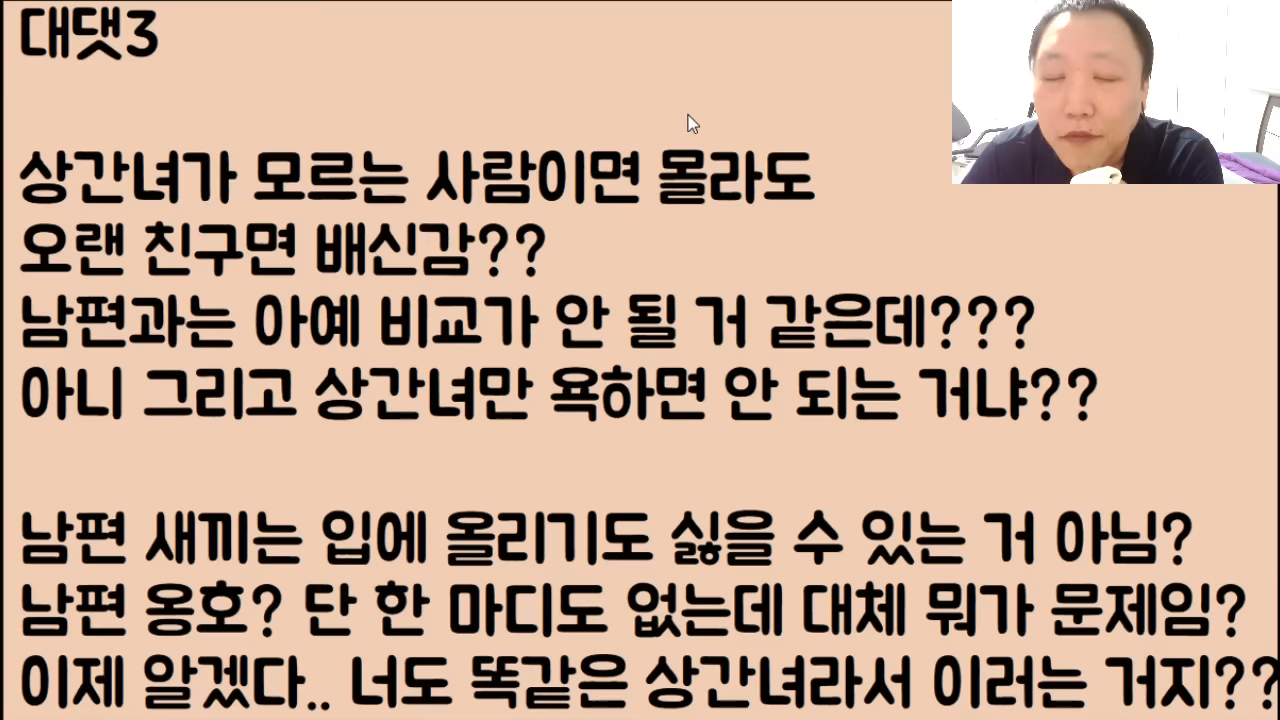 대댓3
상간녀가 모르는 사람이면 몰라도
오랜 친구면 배신감??
남편과는 아예 비교가 안 될 거 같은데???
아니 그리고 상간녀만 욕하면 안 되는 거냐??
남편 새끼는 입에 올리기도 싫을 수 있는 거 아님?
남편 옹호? 단 한 마디도 없는데 대체 뭐가 문제임?
이제 알겠다.. 너도 똑같은 상간녀라서 이러는 거지??